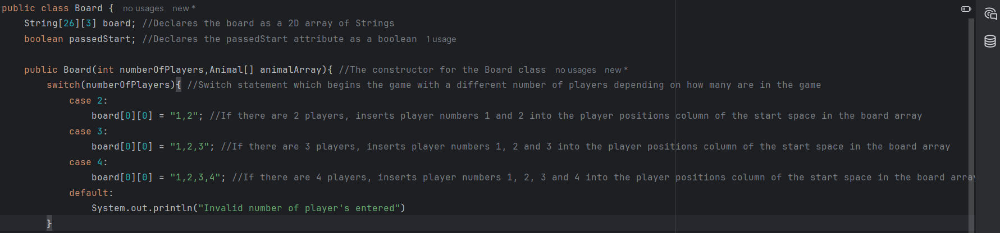 public class Board { no usages new *
String[26][3] board; //Declares the board as a 2D array of Strings
boolean passedStart; //Declares the passedStart attribute as a boolean 1 usage
public Board(int numberOfPlayers,Animal[] animalArray){ //The constructor for the Board class no usages new *
switch(numberOfPlayers){ //Switch statement which begins the game with a different number of players depending on how many are in the game
case 2:
board[0][0] = "1,2"; //If there are 2 players, inserts player numbers 1 and 2 into the player positions column of the start space in the board array
case 3:
board[0][0] = "1,2,3"; //If there are 3 players, inserts player numbers 1, 2 and 3 into the player positions column of the start space in the board array
case 4:
board[0][0] = "1,2,3,4"; //If there are 4 players, inserts player numbers 1, 2, 3 and 4 into the player positions column of the start space in the board array
default:
System.out.println("Invalid number of player's entered")
}